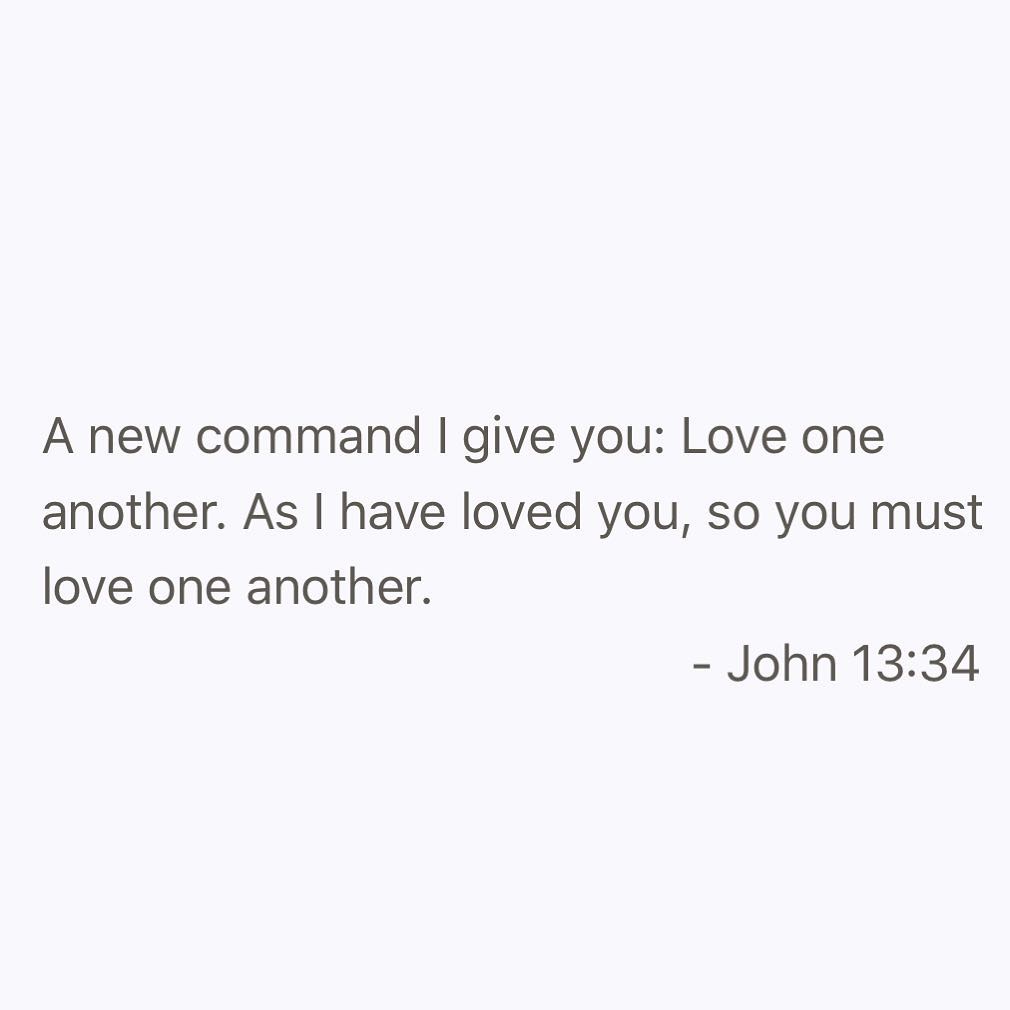 A new command I give you: Love one
another. As I have loved you, so you must
love one another.
- John 13:34